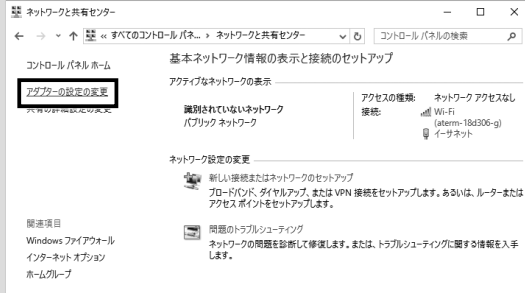 ネットワークと共有センター
« すべてのコントロール パネ... › ネットワークと共有センター
コントロール パネルの検索
コントロール パネル ホーム
アダプターの設定の変更
共有の詳細設定の変更
基本ネットワーク情報の表示と接続のセットアップ
アクティブなネットワークの表示
識別されていないネットワーク
パブリック ネットワーク
アクセスの種類: ネットワーク アクセスなし
接続: Wi-Fi
(aterm-18d306-g)
イーサネット
ネットワーク設定の変更
新しい接続またはネットワークのセットアップ
ブロードバンド、ダイヤルアップ、または VPN 接続をセットアップします。あるいは、ルーターまたは
アクセス ポイントをセットアップします。
問題のトラブルシューティング
ネットワークの問題を診断して修復します。または、トラブルシューティングに関する情報を入手
します。
関連項目
Windows ファイアウォール
インターネット オプション
ホームグループ